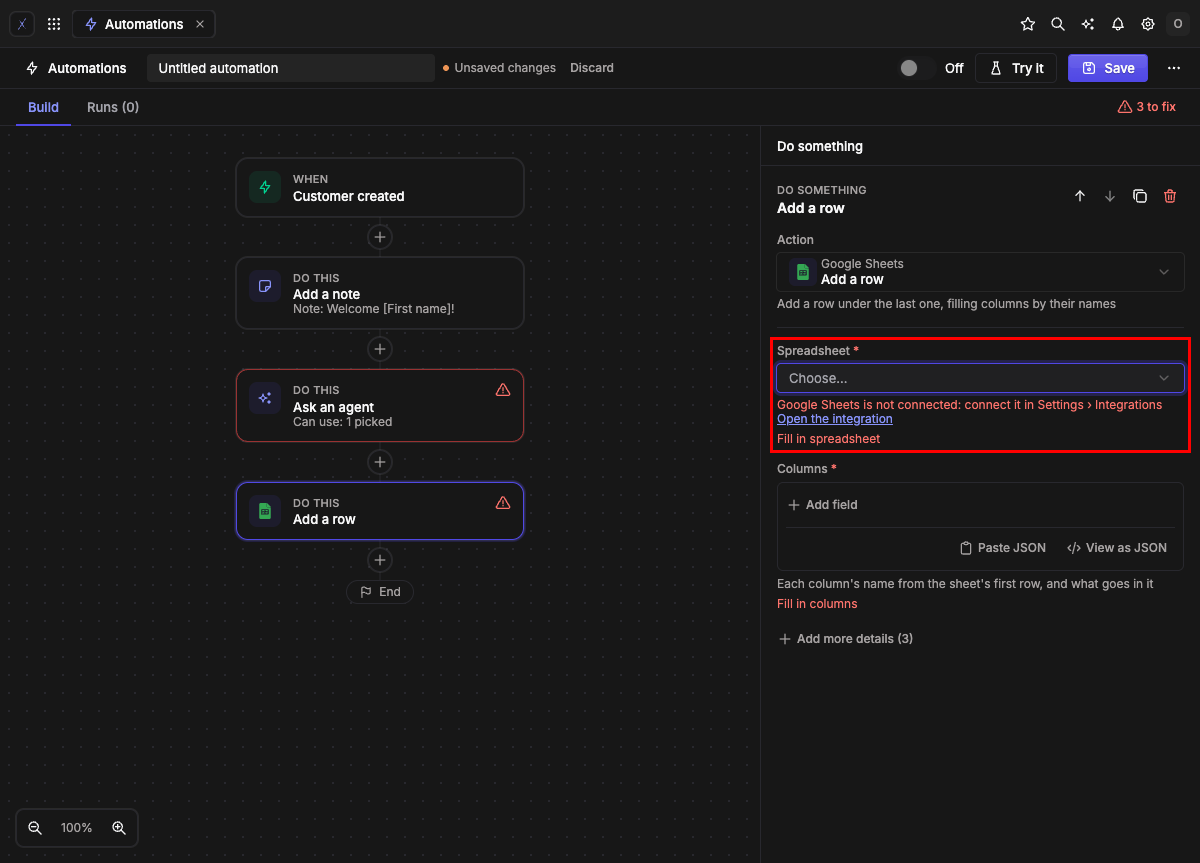 Automations
O
Automations
Untitled automation
Unsaved changes
Discard
Off
Try it
Save
Build
Runs (0)
3 to fix
WHEN
Customer created
DO THIS
Add a note
Note: Welcome [First name]!
DO THIS
Ask an agent
Can use: 1 picked
DO THIS
Add a row
End
100%
Do something
DO SOMETHING
Add a row
Action
Google Sheets
Add a row
Add a row under the last one, filling columns by their names
Spreadsheet *
Choose...
Google Sheets is not connected: connect it in Settings › Integrations
Open the integration
Fill in spreadsheet
Columns *
Add field
Paste JSON
View as JSON
Each column's name from the sheet's first row, and what goes in it
Fill in columns
Add more details (3)